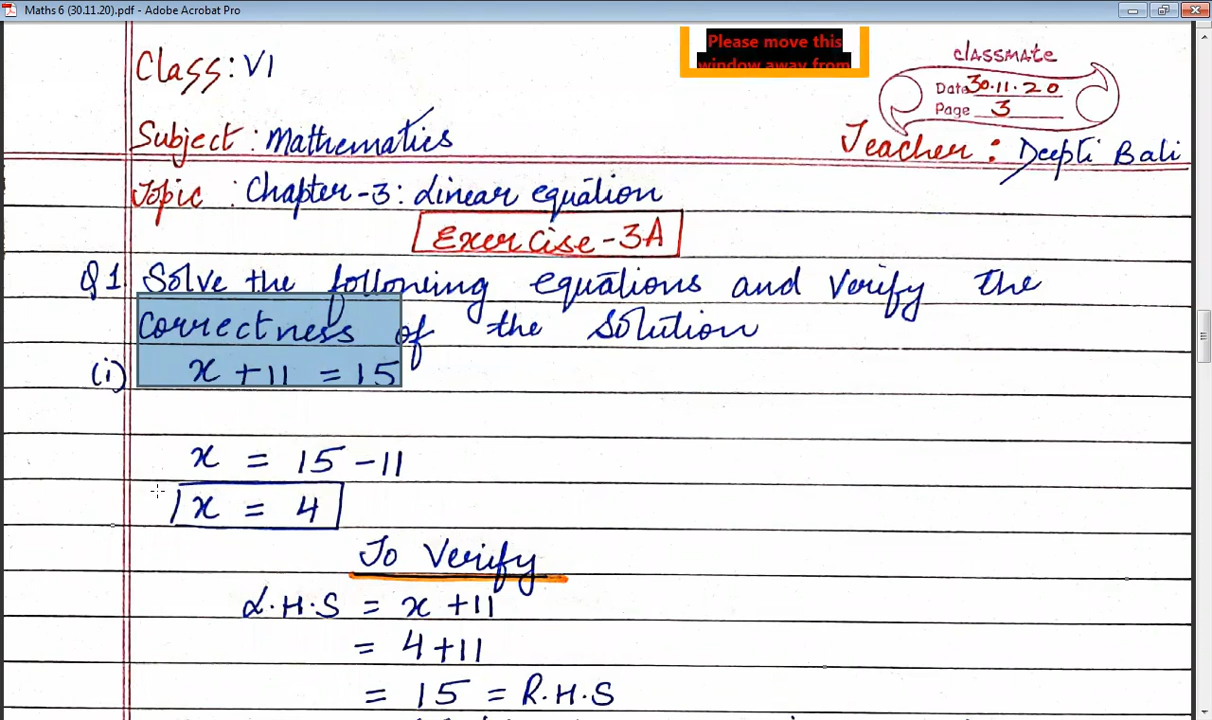 Maths 6 (30.11.20).pdf - Adobe Acrobat Pro
Please move this
window away from
Class: VI
classmate
Date 30.11.20
Page 3
Subject: Mathematics
Teacher: Deepti Bali
Topic : Chapter-3: Linear equation
Exercise-3A
Q1 Solve the following equations and verify the
correctness of the solution
(i) x + 11 = 15
x = 15 - 11
x = 4
To Verify
L.H.S = x + 11
= 4 + 11
= 15 = R.H.S